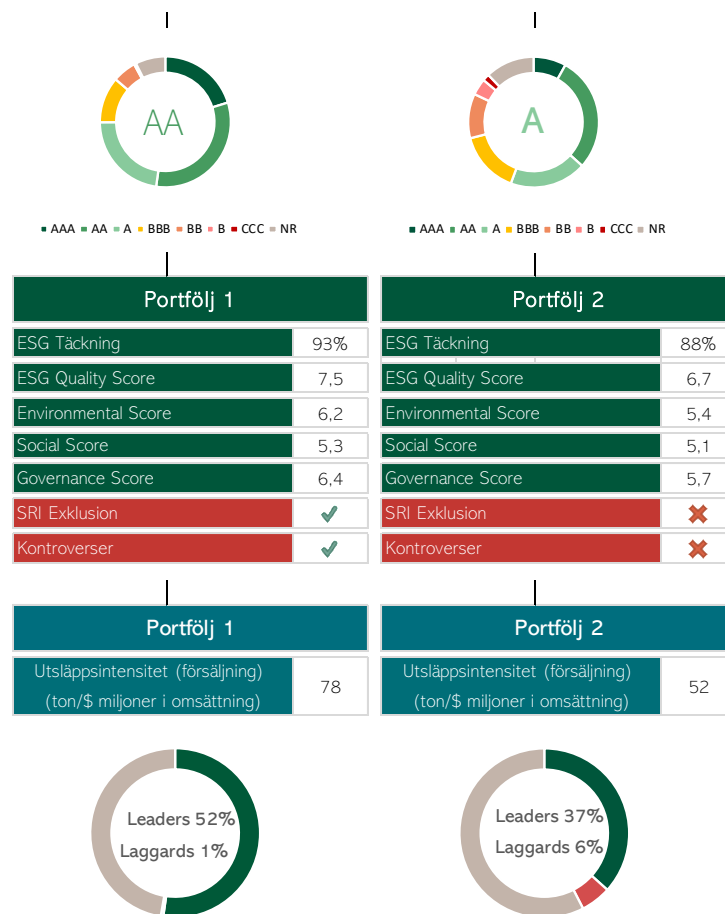 AA
AAA AA A BBB BB B CCC NR
Portfölj 1
ESG Täckning 93%
ESG Quality Score 7,5
Environmental Score 6,2
Social Score 5,3
Governance Score 6,4
SRI Exklusion
Kontroverser
Portfölj 1
Utsläppsintensitet (försäljning)
(ton/$ miljoner i omsättning) 78
Leaders 52%
Laggards 1%
A
AAA AA A BBB BB B CCC NR
Portfölj 2
ESG Täckning 88%
ESG Quality Score 6,7
Environmental Score 5,4
Social Score 5,1
Governance Score 5,7
SRI Exklusion
Kontroverser
Portfölj 2
Utsläppsintensitet (försäljning)
(ton/$ miljoner i omsättning) 52
Leaders 37%
Laggards 6%